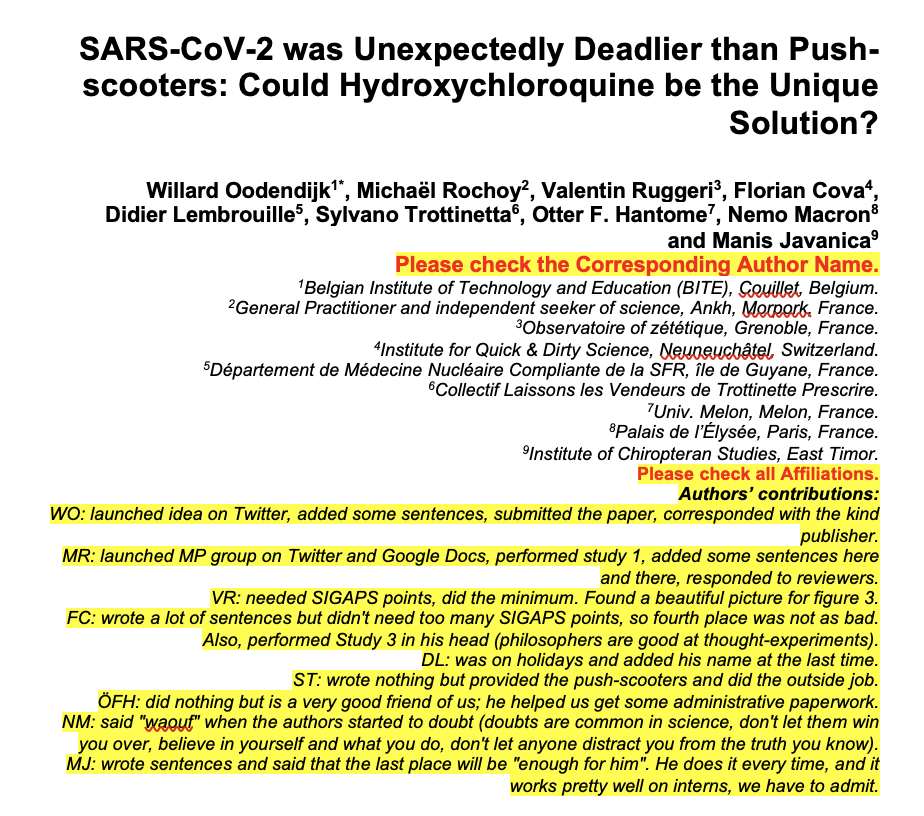 SARS-CoV-2 was Unexpectedly Deadlier than Push-
scooters: Could Hydroxychloroquine be the Unique
Solution?
Willard Oodendijk1*, Michaël Rochoy2, Valentin Ruggeri3, Florian Cova4,
Didier Lembrouille5, Sylvano Trottinetta6, Otter F. Hantome7, Nemo Macron8
and Manis Javanica9
Please check the Corresponding Author Name.
1Belgian Institute of Technology and Education (BITE), Couillet, Belgium.
2General Practitioner and independent seeker of science, Ankh, Morpork, France.
3Observatoire of zététique, Grenoble, France.
4Institute for Quick & Dirty Science, Neuneuchâtel, Switzerland.
5Département de Médecine Nucléaire Compliante de la SFR, île de Guyane, France.
6Collectif Laissons les Vendeurs de Trottinette Prescrire.
7Univ. Melon, Melon, France.
8Palais de l'Élysée, Paris, France.
9Institute of Chiropteran Studies, East Timor.
Please check all Affiliations.
Authors' contributions:
WO: launched idea on Twitter, added some sentences, submitted the paper, corresponded with the kind
publisher.
MR: launched MP group on Twitter and Google Docs, performed study 1, added some sentences here
and there, responded to reviewers.
VR: needed SIGAPS points, did the minimum. Found a beautiful picture for figure 3.
FC: wrote a lot of sentences but didn't need too many SIGAPS points, so fourth place was not as bad.
Also, performed Study 3 in his head (philosophers are good at thought-experiments).
DL: was on holidays and added his name at the last time.
ST: wrote nothing but provided the push-scooters and did the outside job.
ÖFH: did nothing but is a very good friend of us; he helped us get some administrative paperwork.
NM: said "waouf" when the authors started to doubt (doubts are common in science, don't let them win
you over, believe in yourself and what you do, don't let anyone distract you from the truth you know).
MJ: wrote sentences and said that the last place will be "enough for him". He does it every time, and it
works pretty well on interns, we have to admit.